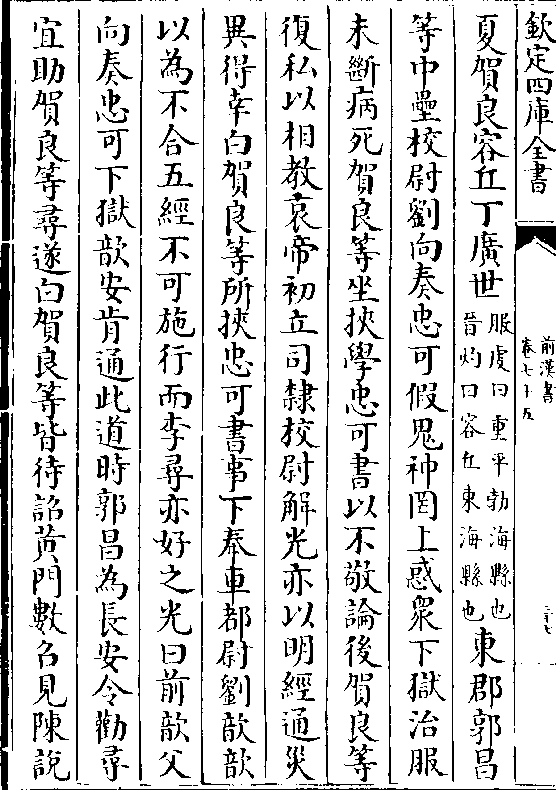 欽定四庫全書
前漢書
卷七十五
夏賀良容丘丁廣世服虔曰重平勃海縣也晉灼曰容丘東海縣也東郡郭昌
等中壘校尉劉向奏忠可假鬼神罔上惑衆下獄治服
未斷病死賀良等坐挾學忠可書以不敬論後賀良等
復私以相教哀帝初立司隸校尉解光亦以明經通災
異得幸白賀良等所挾忠可書事下奉車都尉劉歆歆
以為不合五經不可施行而李尋亦好之光曰前歆父
向奏忠可下獄歆安肯通此道時郭昌為長安令勸尋
宜助賀良等尋遂白賀良等皆待詔黃門數召見陳說